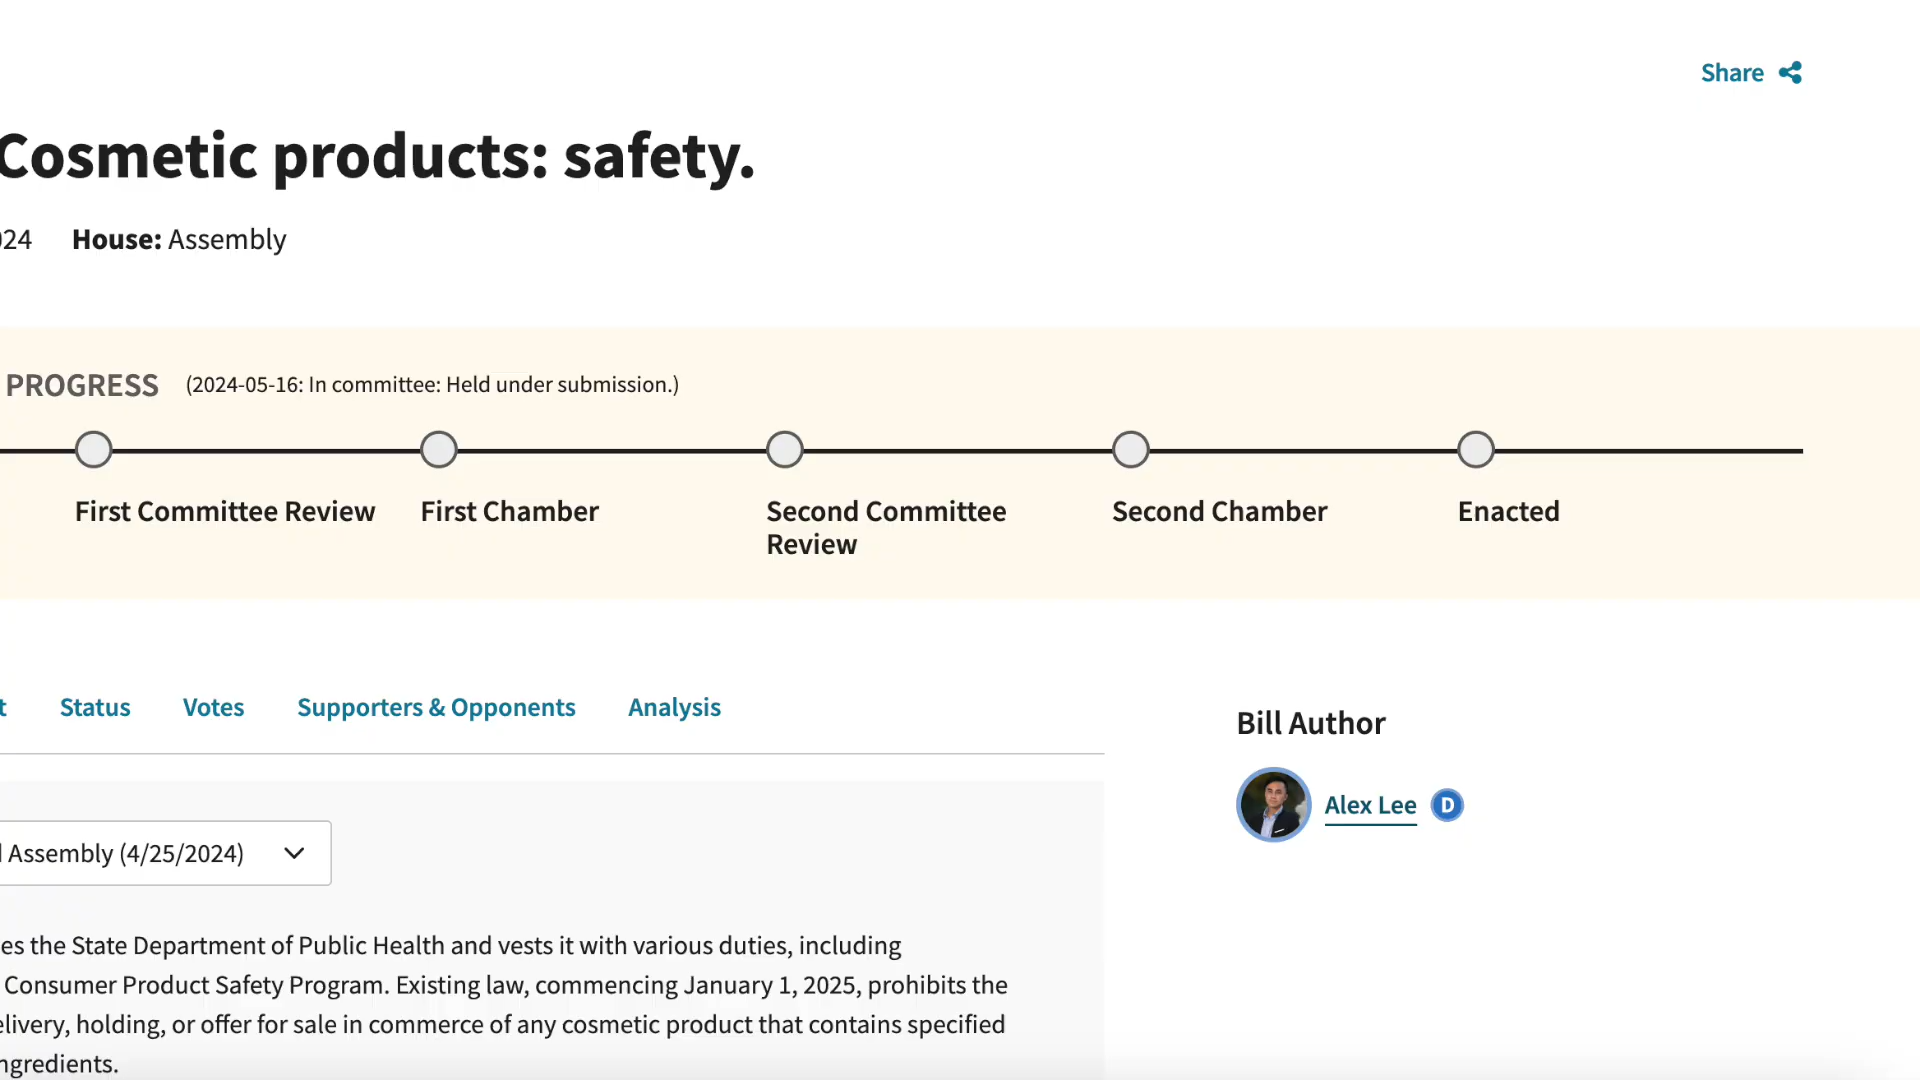 Share
Cosmetic products: safety.
024 House: Assembly
PROGRESS (2024-05-16: In committee: Held under submission.)
First Committee Review
First Chamber
Second Committee
Review
Second Chamber
Enacted
t Status Votes Supporters & Opponents Analysis
Bill Author
Alex Lee D
Assembly (4/25/2024)
es the State Department of Public Health and vests it with various duties, including
Consumer Product Safety Program. Existing law, commencing January 1, 2025, prohibits the
elivery, holding, or offer for sale in commerce of any cosmetic product that contains specified
ngredients.